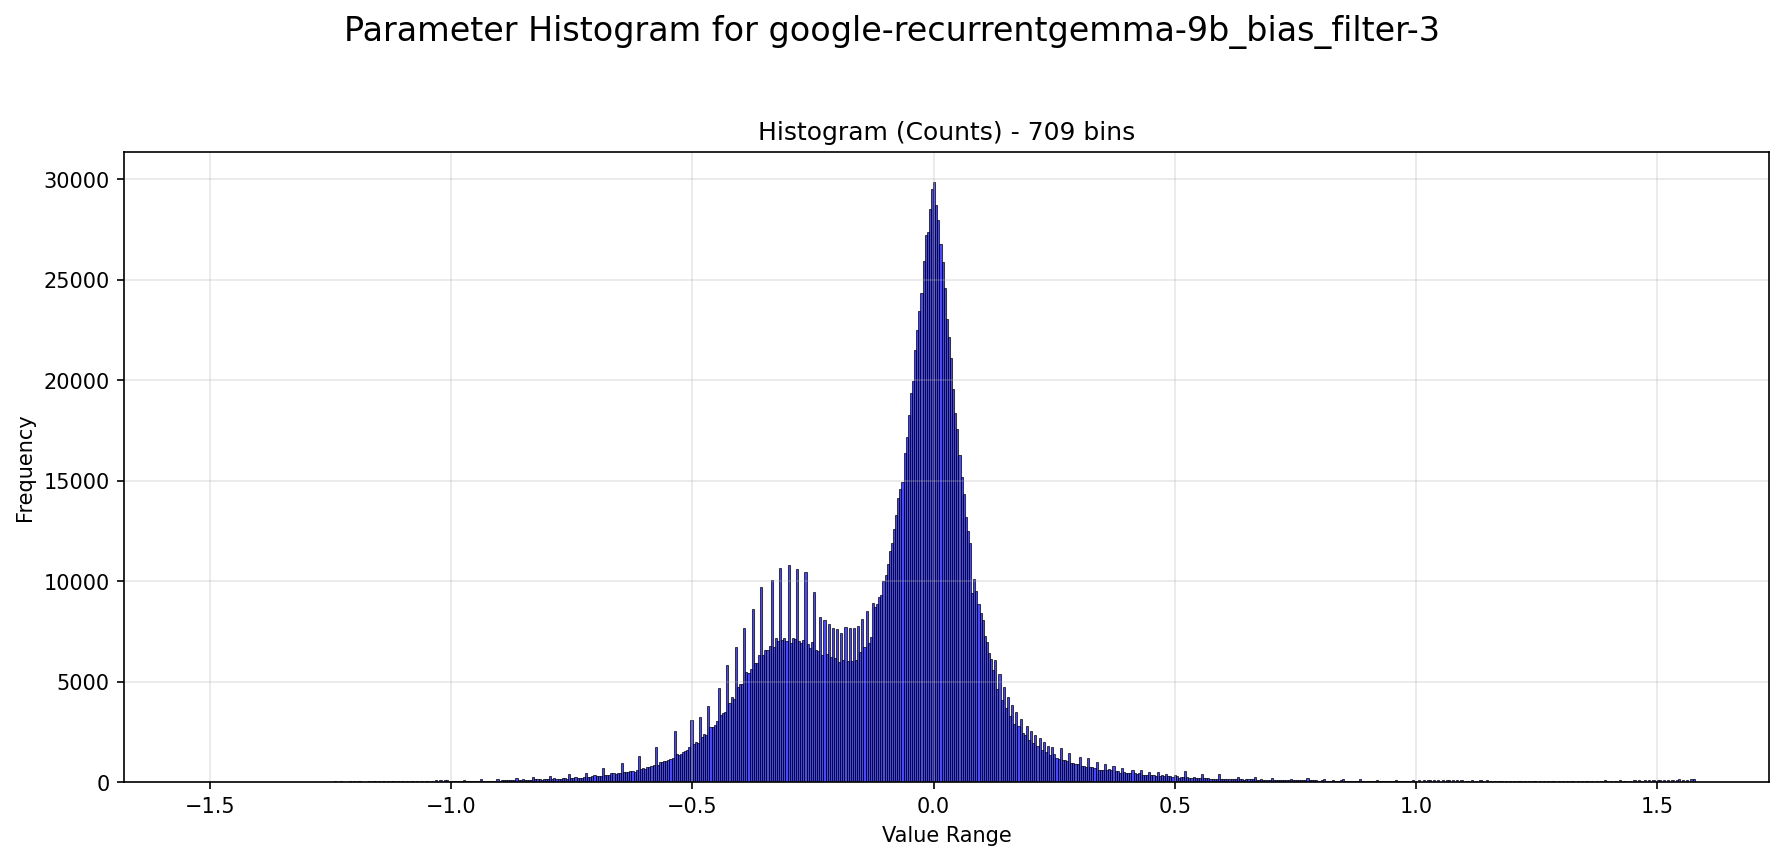 Parameter Histogram for google-recurrentgemma-9b_bias_filter-3
Histogram (Counts) - 709 bins
30000
25000
20000
15000
10000
5000
0
Frequency
−1.5 −1.0 −0.5 0.0 0.5 1.0 1.5
Value Range